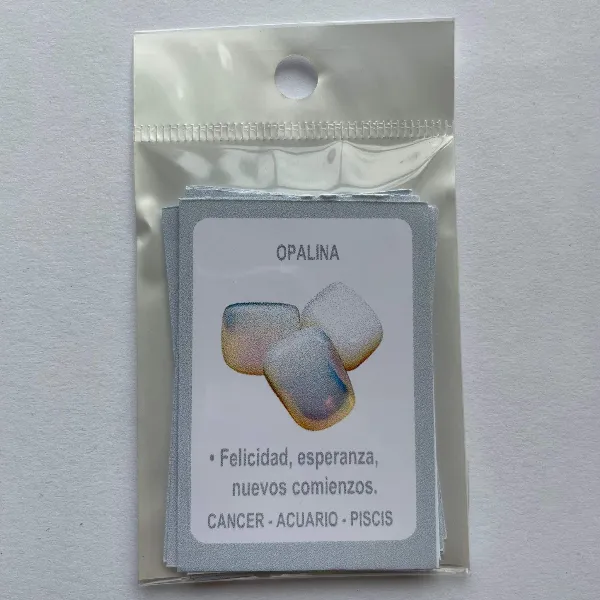 OPALINA
• Felicidad, esperanza,
nuevos comienzos.
CANCER - ACUARIO - PISCIS